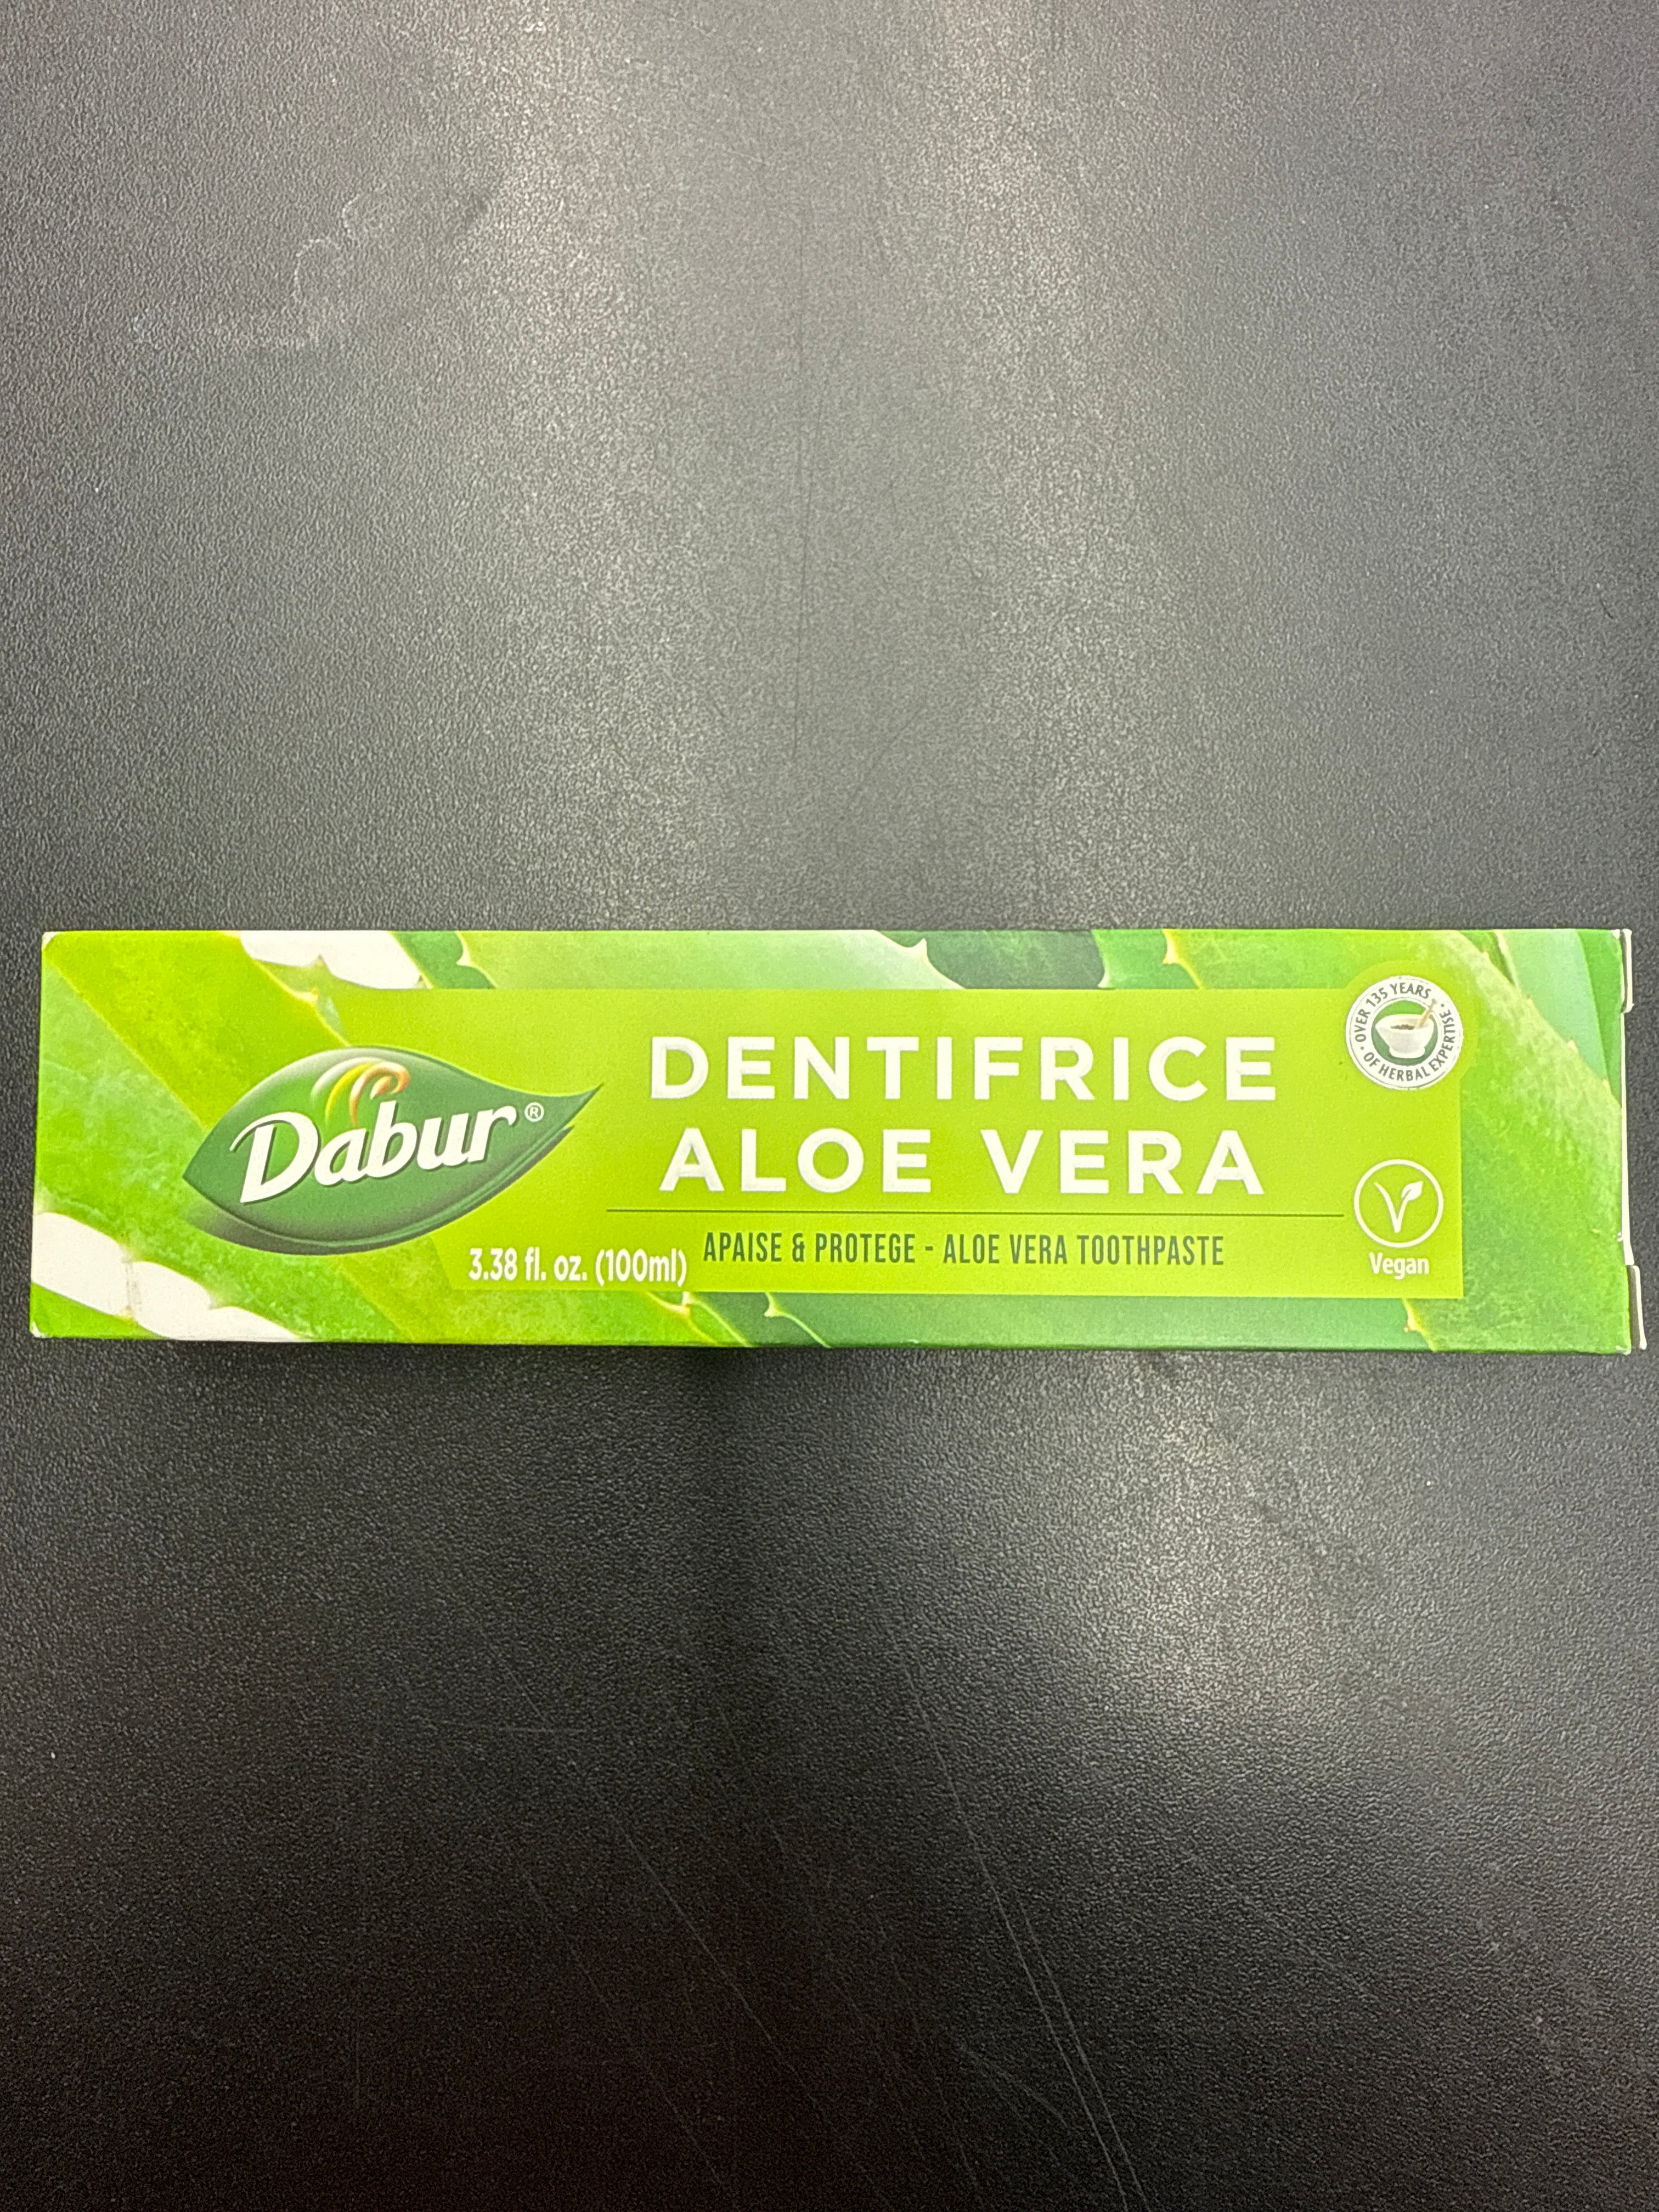 Dabur®
DENTIFRICE
ALOE VERA
APAISE & PROTEGE - ALOE VERA TOOTHPASTE
3.38 fl. oz. (100ml)
• OVER 135 YEARS •
OF HERBAL EXPERTISE
Vegan